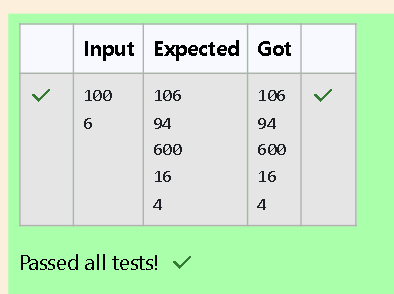 Input Expected Got
100 106 106
6 94 94
600 600
16 16
4 4
Passed all tests!